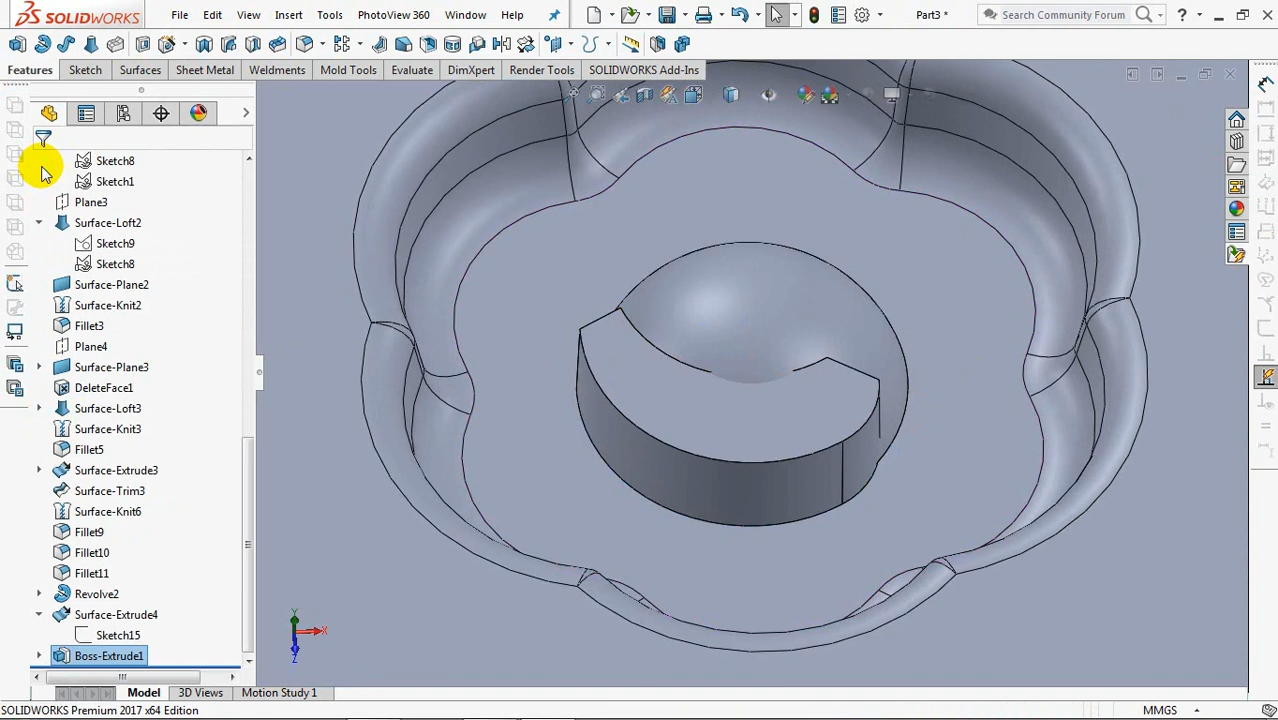 SOLIDWORKS File Edit View Insert Tools PhotoView 360 Window Help Part3 * Search Community Forum ?
Features Sketch Surfaces Sheet Metal Weldments Mold Tools Evaluate DimXpert Render Tools SOLIDWORKS Add-Ins
Sketch8
Sketch1
Plane3
Surface-Loft2
Sketch9
Sketch8
Surface-Plane2
Surface-Knit2
Fillet3
Plane4
Surface-Plane3
DeleteFace1
Surface-Loft3
Surface-Knit3
Fillet5
Surface-Extrude3
Surface-Trim3
Surface-Knit6
Fillet9
Fillet10
Fillet11
Revolve2
Surface-Extrude4
Sketch15
Boss-Extrude1
Y
X
Z
Model 3D Views Motion Study 1
SOLIDWORKS Premium 2017 x64 Edition MMGS